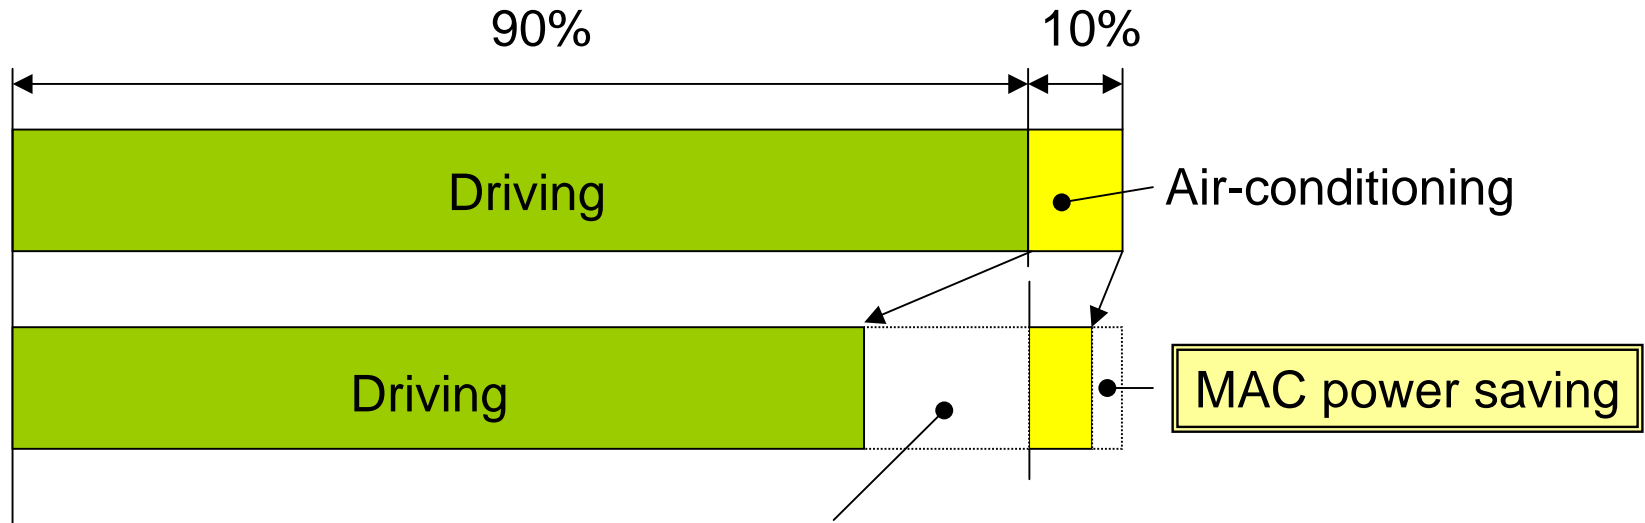 90%
10%
Driving
Air-conditioning
Driving
MAC power saving